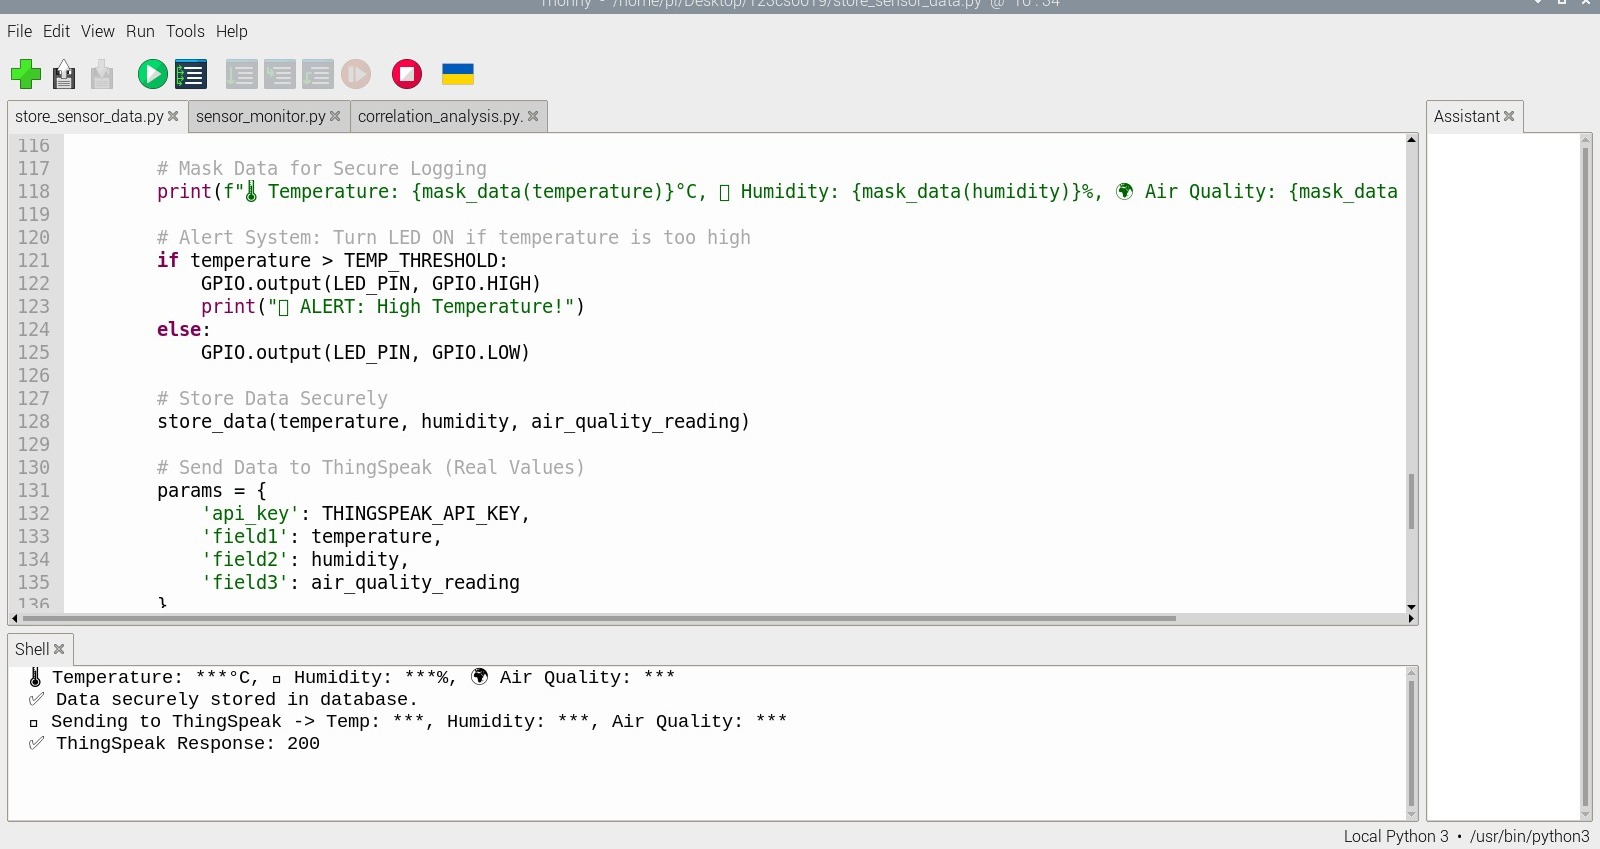 Thonny - /home/pi/Desktop/123cs0019/store_sensor_data.py @ 16 : 34
File Edit View Run Tools Help
store_sensor_data.py sensor_monitor.py correlation_analysis.py.
Assistant
116
117 # Mask Data for Secure Logging
118 print(f"🌡 Temperature: {mask_data(temperature)}°C, ▯ Humidity: {mask_data(humidity)}%, 🌍 Air Quality: {mask_data
119
120 # Alert System: Turn LED ON if temperature is too high
121 if temperature > TEMP_THRESHOLD:
122 GPIO.output(LED_PIN, GPIO.HIGH)
123 print("▯ ALERT: High Temperature!")
124 else:
125 GPIO.output(LED_PIN, GPIO.LOW)
126
127 # Store Data Securely
128 store_data(temperature, humidity, air_quality_reading)
129
130 # Send Data to ThingSpeak (Real Values)
131 params = {
132 'api_key': THINGSPEAK_API_KEY,
133 'field1': temperature,
134 'field2': humidity,
135 'field3': air_quality_reading
136 }
Shell
🌡 Temperature: ***°C, ▯ Humidity: ***%, 🌍 Air Quality: ***
✅ Data securely stored in database.
▯ Sending to ThingSpeak -> Temp: ***, Humidity: ***, Air Quality: ***
✅ ThingSpeak Response: 200
Local Python 3 • /usr/bin/python3